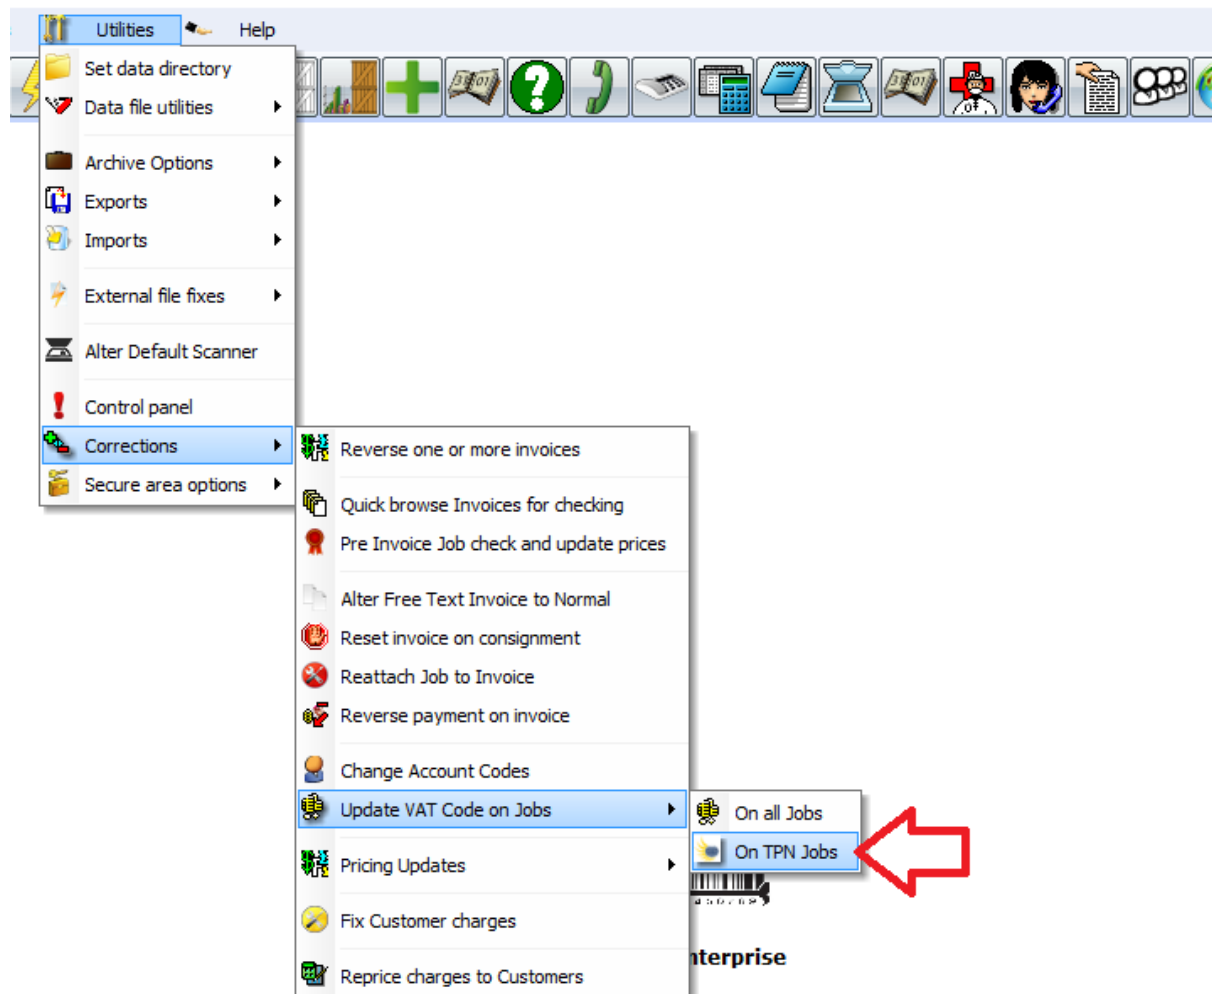 Utilities
Help
Set data directory
Data file utilities
Archive Options
Exports
Imports
External file fixes
Alter Default Scanner
Control panel
Corrections
Secure area options
Reverse one or more invoices
Quick browse Invoices for checking
Pre Invoice Job check and update prices
Alter Free Text Invoice to Normal
Reset invoice on consignment
Reattach Job to Invoice
Reverse payment on invoice
Change Account Codes
Update VAT Code on Jobs
On all Jobs
On TPN Jobs
Pricing Updates
Fix Customer charges
Reprice charges to Customers
nterprise